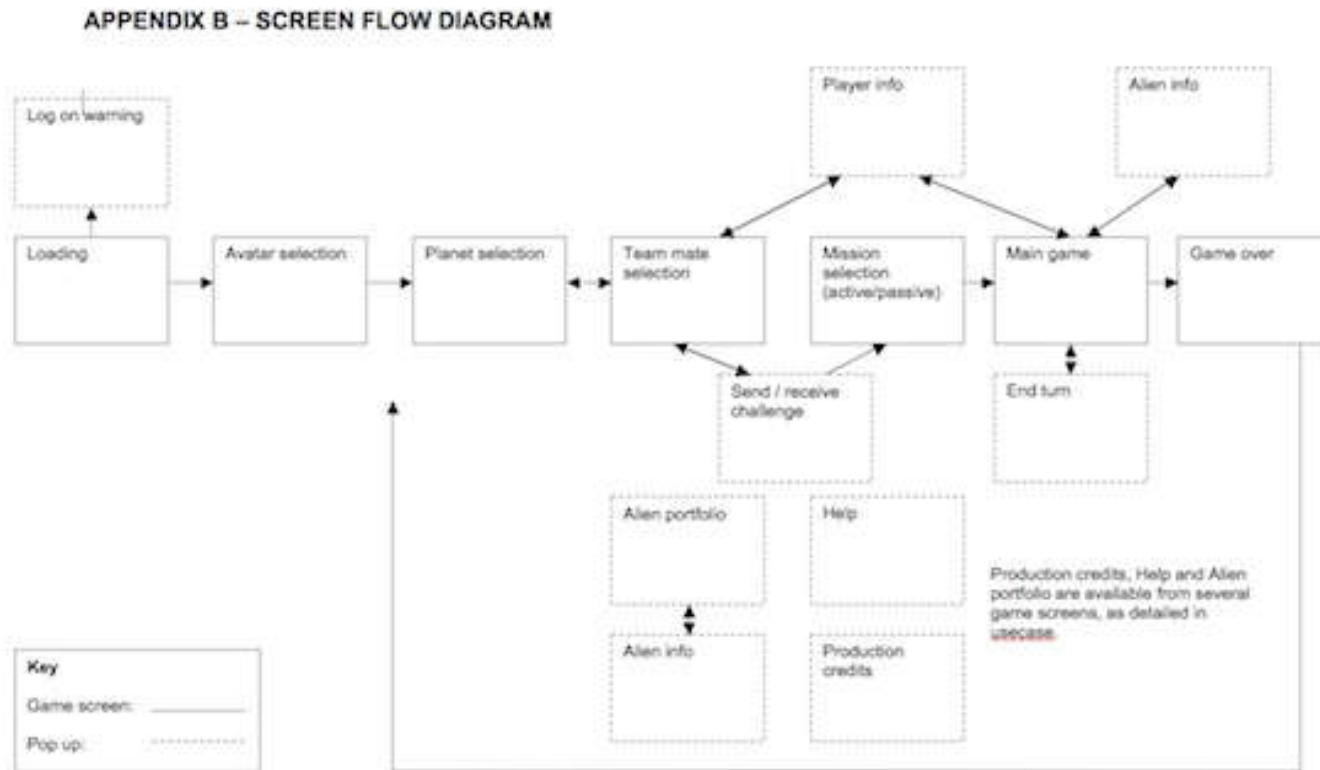 APPENDIX B – SCREEN FLOW DIAGRAM
Player info
Alien info
Log on warning
Loading
Avatar selection
Planet selection
Team mate
selection
Mission
selection
(active/passive)
Main game
Game over
Send / receive
challenge
End turn
Alien portfolio
Help
Production credits, Help and Alien
portfolio are available from several
game screens, as detailed in
usecase.
Alien info
Production
credits
Key
Game screen:
Pop up: